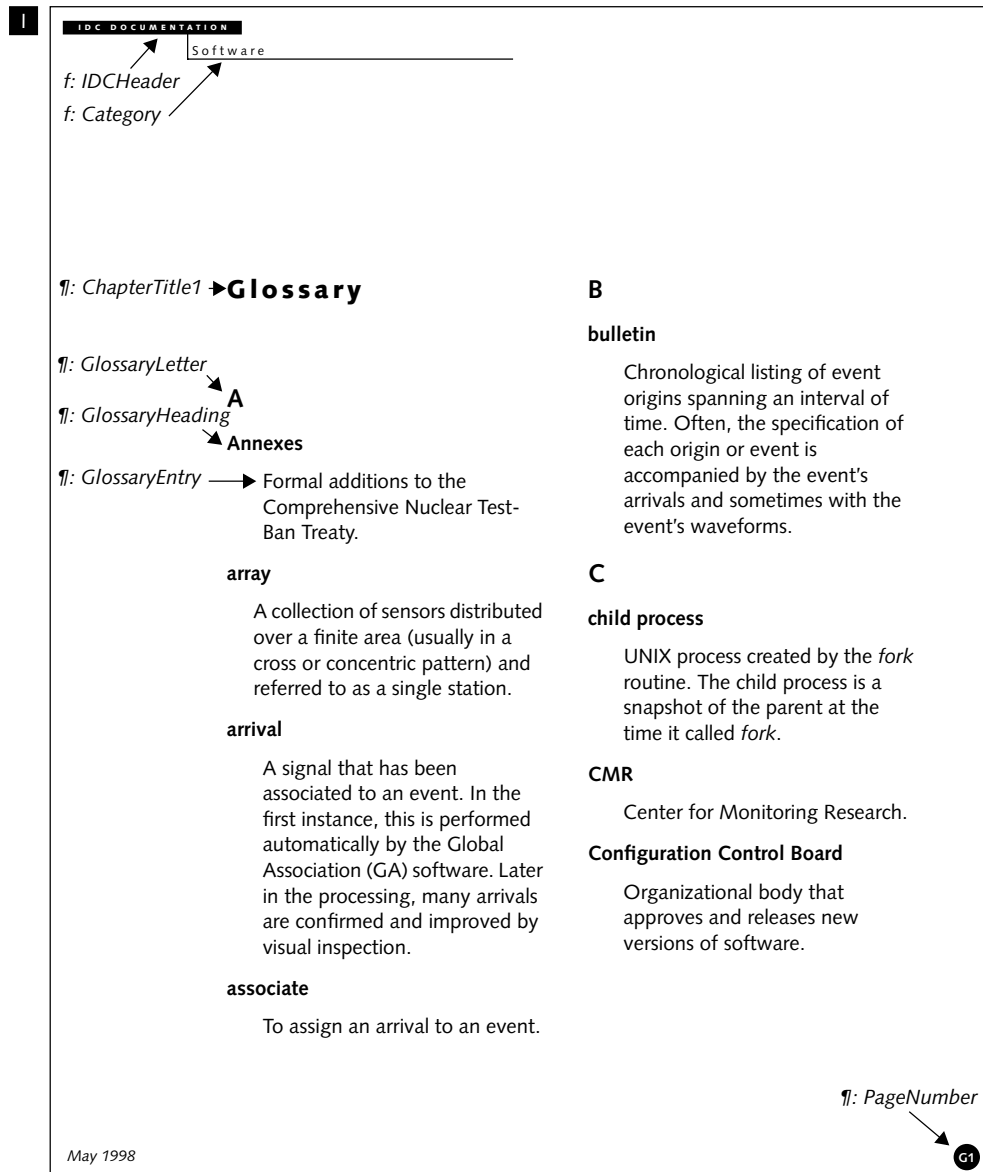 I
IDC DOCUMENTATION
Software
f: IDCHeader
f: Category
¶: ChapterTitle1
Glossary
¶: GlossaryLetter
A
¶: GlossaryHeading
Annexes
¶: GlossaryEntry
Formal additions to the
Comprehensive Nuclear Test-
Ban Treaty.
array
A collection of sensors distributed
over a finite area (usually in a
cross or concentric pattern) and
referred to as a single station.
arrival
A signal that has been
associated to an event. In the
first instance, this is performed
automatically by the Global
Association (GA) software. Later
in the processing, many arrivals
are confirmed and improved by
visual inspection.
associate
To assign an arrival to an event.
B
bulletin
Chronological listing of event
origins spanning an interval of
time. Often, the specification of
each origin or event is
accompanied by the event’s
arrivals and sometimes with the
event’s waveforms.
C
child process
UNIX process created by the fork
routine. The child process is a
snapshot of the parent at the
time it called fork.
CMR
Center for Monitoring Research.
Configuration Control Board
Organizational body that
approves and releases new
versions of software.
¶: PageNumber
May 1998
G1